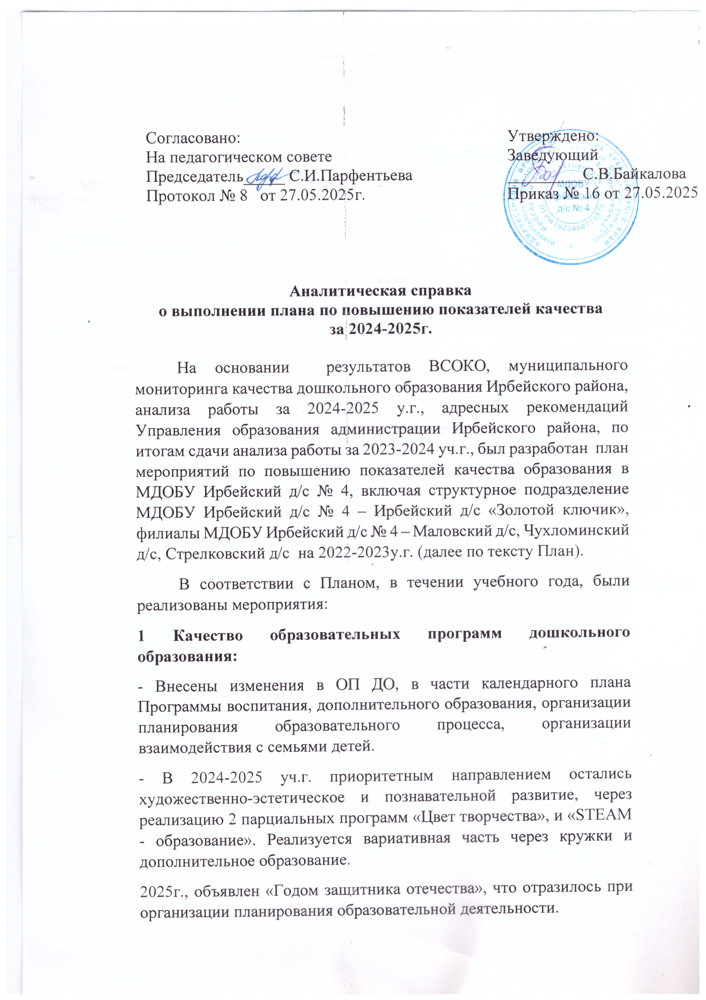 Согласовано:
На педагогическом совете
Председатель_____ С.И.Парфентьева
Протокол № 8 от 27.05.2025г.
Утверждено:
Заведующий
_________С.В.Байкалова
Приказ № 16 от 27.05.2025
МДОБУ
Ирбейский
д/с № 4
ОГРН1022400778839
Аналитическая справка
о выполнении плана по повышению показателей качества
за 2024-2025г.
На основании результатов ВСОКО, муниципального
мониторинга качества дошкольного образования Ирбейского района,
анализа работы за 2024-2025 у.г., адресных рекомендаций
Управления образования администрации Ирбейского района, по
итогам сдачи анализа работы за 2023-2024 уч.г., был разработан план
мероприятий по повышению показателей качества образования в
МДОБУ Ирбейский д/с № 4, включая структурное подразделение
МДОБУ Ирбейский д/с № 4 – Ирбейский д/с «Золотой ключик»,
филиалы МДОБУ Ирбейский д/с № 4 – Маловский д/с, Чухломинский
д/с, Стрелковский д/с на 2022-2023у.г. (далее по тексту План).
В соответствии с Планом, в течении учебного года, были
реализованы мероприятия:
1 Качество образовательных программ дошкольного
образования:
- Внесены изменения в ОП ДО, в части календарного плана
Программы воспитания, дополнительного образования, организации
планирования образовательного процесса, организации
взаимодействия с семьями детей.
- В 2024-2025 уч.г. приоритетным направлением остались
художественно-эстетическое и познавательной развитие, через
реализацию 2 парциальных программ «Цвет творчества», и «STEAM
- образование». Реализуется вариативная часть через кружки и
дополнительное образование.
2025г., объявлен «Годом защитника отечества», что отразилось при
организации планирования образовательной деятельности.